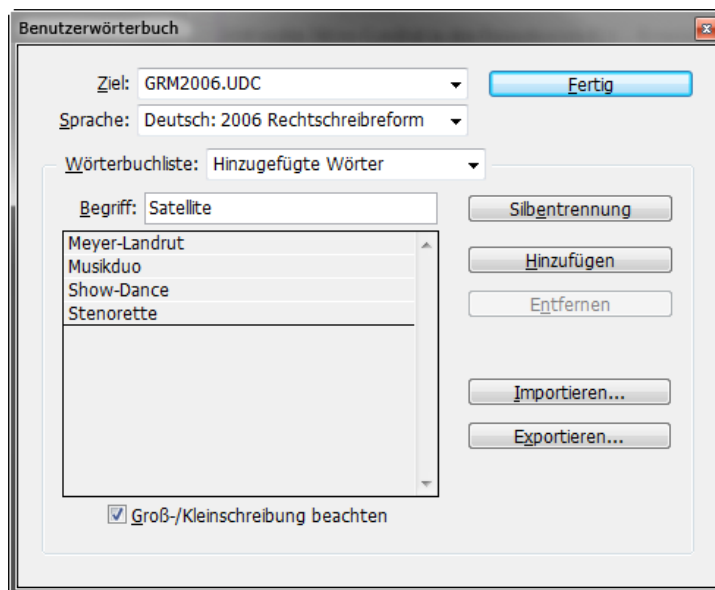 Benutzerwörterbuch
Ziel: GRM2006.UDC
Fertig
Sprache: Deutsch: 2006 Rechtschreibreform
Wörterbuchliste: Hinzugefügte Wörter
Begriff: Satellite
Silbentrennung
Meyer-Landrut
Musikduo
Show-Dance
Stenorette
Hinzufügen
Entfernen
Importieren...
Exportieren...
Groß-/Kleinschreibung beachten